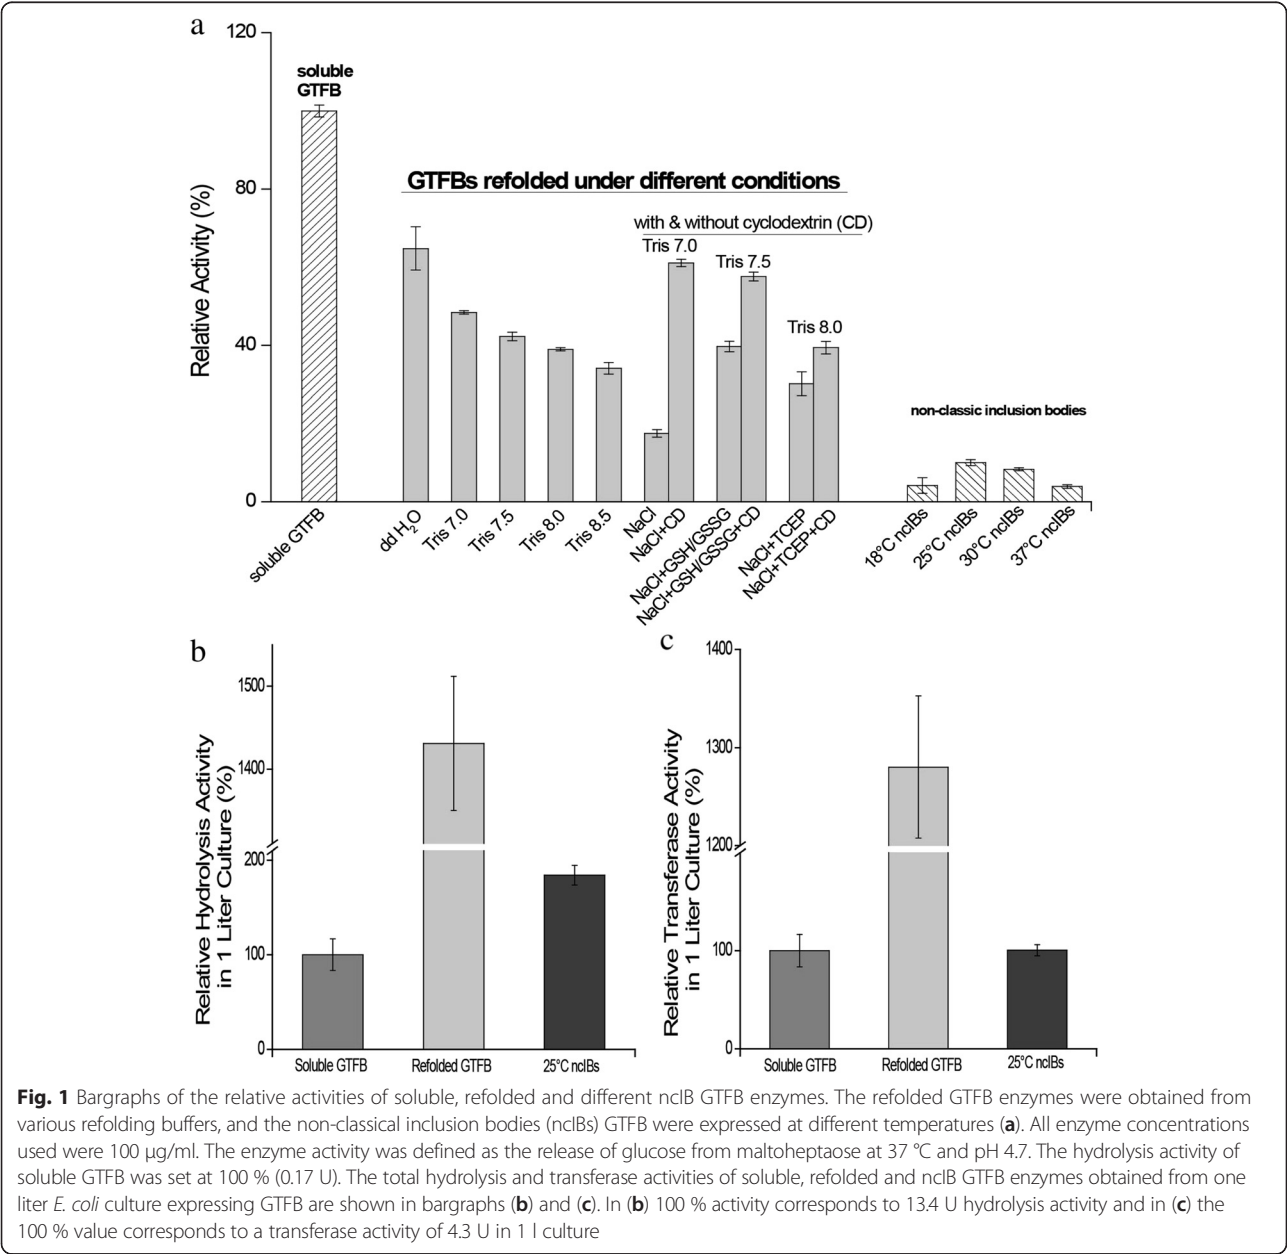 a
120
80
40
0
Relative Activity (%)
soluble
GTFB
GTFBs refolded under different conditions
with & without cyclodextrin (CD)
Tris 7.0
Tris 7.5
Tris 8.0
non-classic inclusion bodies
soluble GTFB
dd H₂O
Tris 7.0
Tris 7.5
Tris 8.0
Tris 8.5
NaCl
NaCl+CD
NaCl+GSH/GSSG
NaCl+GSH/GSSG+CD
NaCl+TCEP
NaCl+TCEP+CD
18°C ncIBs
25°C ncIBs
30°C ncIBs
37°C ncIBs
b
Relative Hydrolysis Activity
in 1 Liter Culture (%)
1500
1400
200
100
0
Soluble GTFB
Refolded GTFB
25°C ncIBs
c
Relative Transferase Activity
in 1 Liter Culture (%)
1400
1300
1200
100
0
Soluble GTFB
Refolded GTFB
25°C ncIBs
Fig. 1 Bargraphs of the relative activities of soluble, refolded and different ncIB GTFB enzymes. The refolded GTFB enzymes were obtained from
various refolding buffers, and the non-classical inclusion bodies (ncIBs) GTFB were expressed at different temperatures (a). All enzyme concentrations
used were 100 μg/ml. The enzyme activity was defined as the release of glucose from maltoheptaose at 37 °C and pH 4.7. The hydrolysis activity of
soluble GTFB was set at 100 % (0.17 U). The total hydrolysis and transferase activities of soluble, refolded and ncIB GTFB enzymes obtained from one
liter E. coli culture expressing GTFB are shown in bargraphs (b) and (c). In (b) 100 % activity corresponds to 13.4 U hydrolysis activity and in (c) the
100 % value corresponds to a transferase activity of 4.3 U in 1 l culture